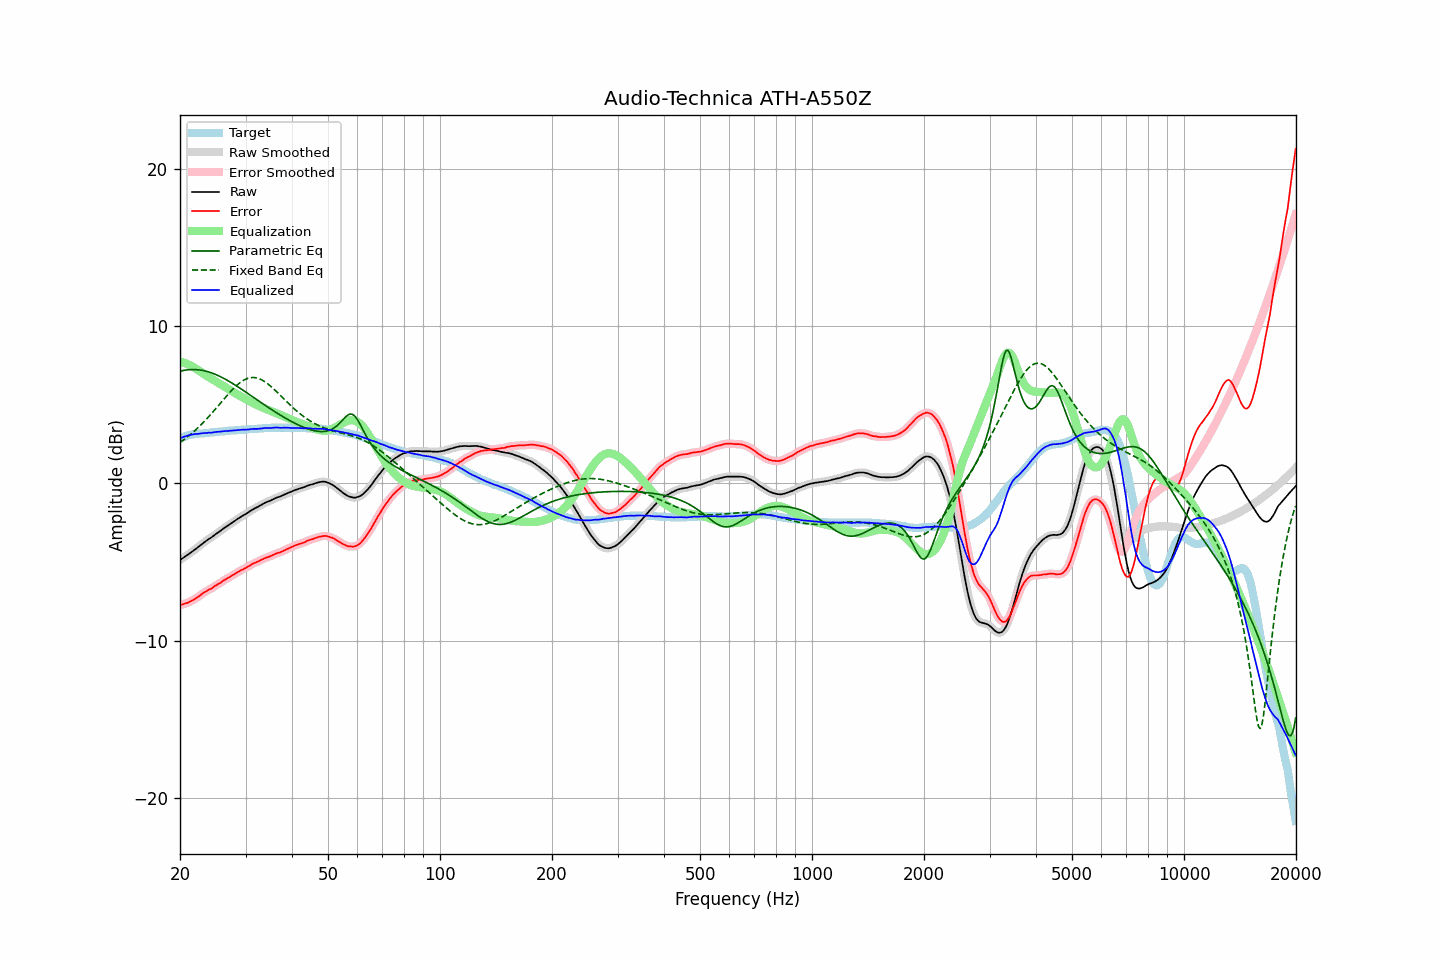 Audio-Technica ATH-A550Z
Target
Raw Smoothed
Error Smoothed
Raw
Error
Equalization
Parametric Eq
Fixed Band Eq
Equalized
20
10
0
−10
−20
Amplitude (dBr)
20
50
100
200
500
1000
2000
5000
10000
20000
Frequency (Hz)